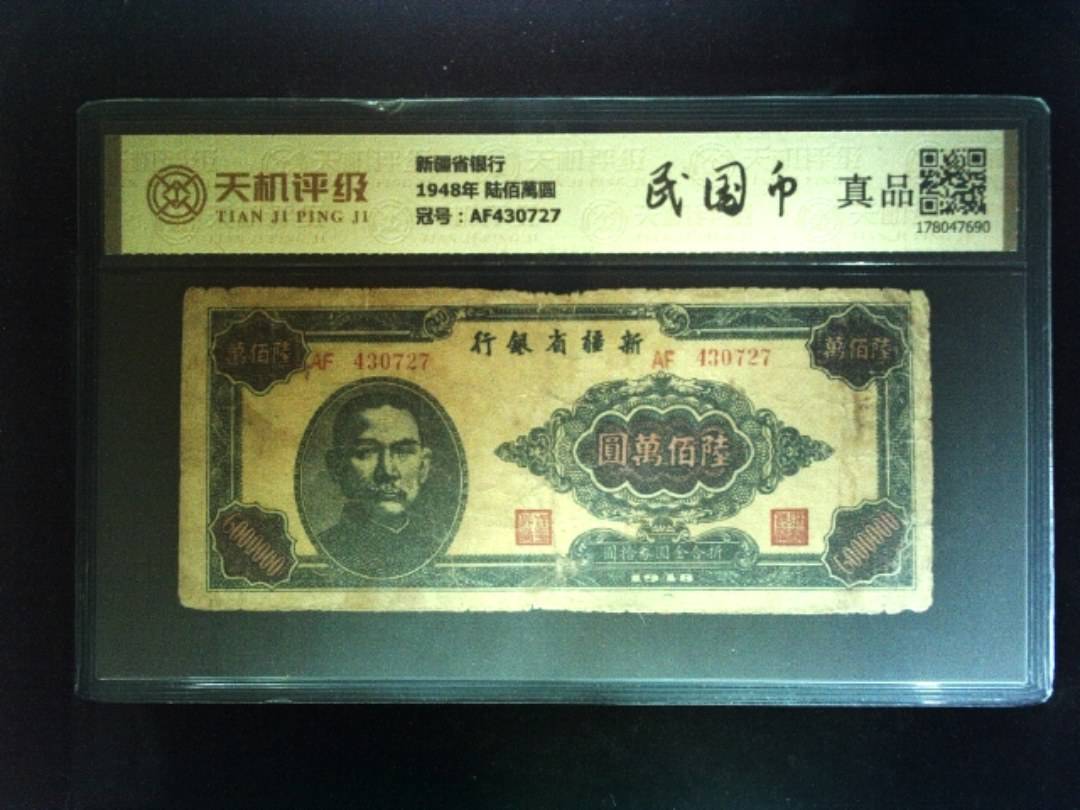 天机评级
TIAN JI PING JI
新疆省银行
1948年 陆佰萬圓
冠号：AF430727
民国币
真品
178047690
行銀省疆新
萬佰陸
萬佰陸
AF 430727
AF 430727
圓萬佰陸
6000000
6000000
折合金圓券拾圓
1948